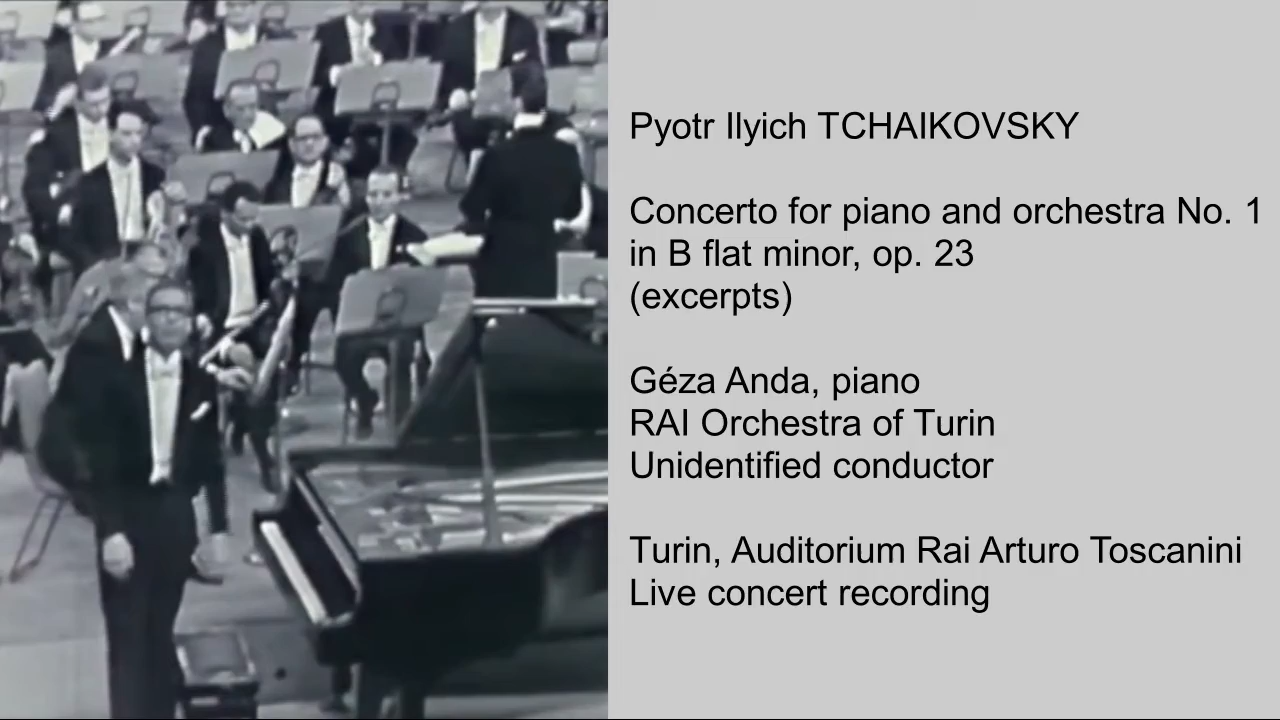 Pyotr Ilyich TCHAIKOVSKY
Concerto for piano and orchestra No. 1
in B flat minor, op. 23
(excerpts)
Géza Anda, piano
RAI Orchestra of Turin
Unidentified conductor
Turin, Auditorium Rai Arturo Toscanini
Live concert recording